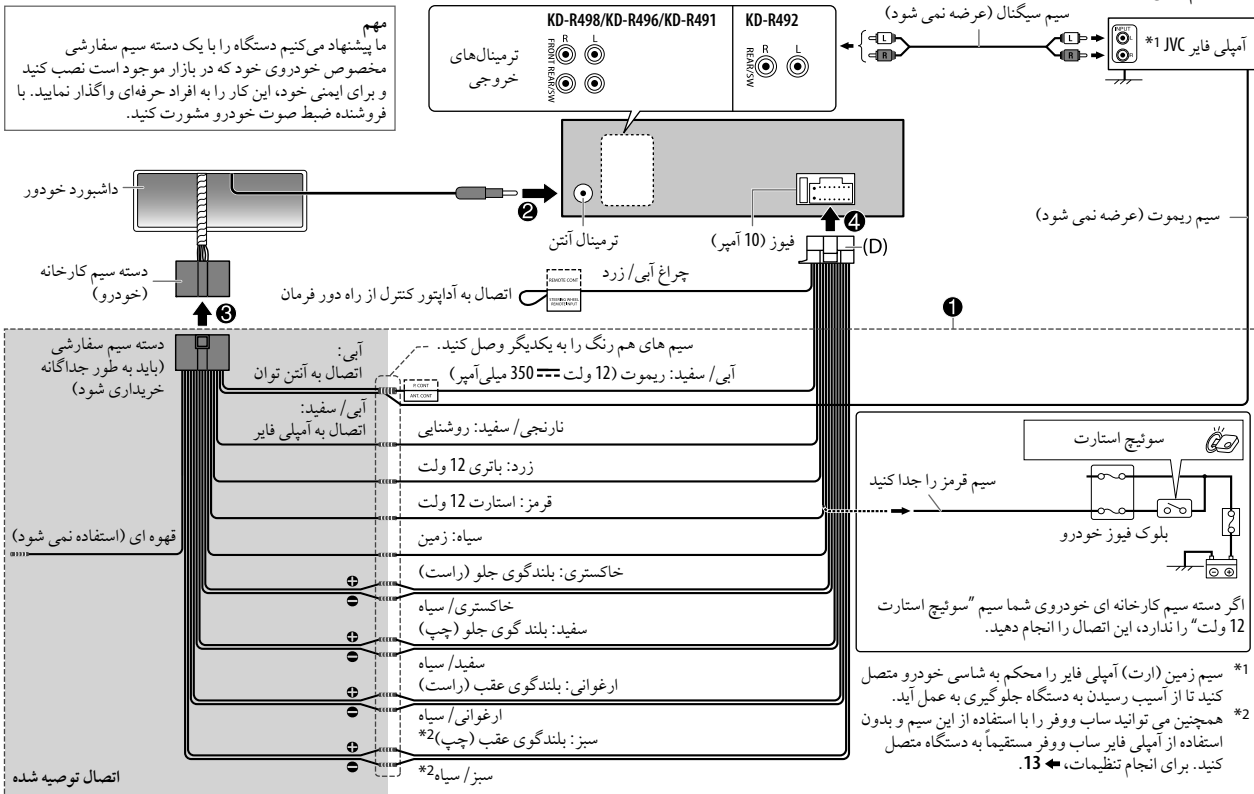 مهم
ما پیشنهاد می‌کنیم دستگاه را با یک دسته سیم سفارشی
مخصوص خودروی خود که در بازار موجود است نصب کنید
و برای ایمنی خود، این کار را به افراد حرفه‌ای واگذار نمایید. با
فروشنده ضبط صوت خودرو مشورت کنید.
KD-R498/KD-R496/KD-R491
KD-R492
ترمینال‌های
خروجی
R L
FRONT
REAR/SW
R L
REAR/SW
سیم سیگنال (عرضه نمی شود)
L
R
L
R
INPUT
L
R
آمپلی فایر JVC *1
داشبورد خودور
2
ترمینال آنتن
فیوز (10 آمپر)
4
(D)
سیم ریموت (عرضه نمی شود)
دسته سیم کارخانه
(خودرو)
چراغ آبی/ زرد
REMOTE CONT
STEERING WHEEL
REMOTE INPUT
اتصال به آداپتور کنترل از راه دور فرمان
3
1
دسته سیم سفارشی
(باید به طور جداگانه
خریداری شود)
آبی:
اتصال به آنتن توان
سیم های هم رنگ را به یکدیگر وصل کنید.
آبی/ سفید: ریموت (12 ولت 350 میلی‌آمپر)
P. CONT
ANT. CONT
آبی/ سفید:
اتصال به آمپلی فایر
نارنجی/ سفید: روشنایی
زرد: باتری 12 ولت
قرمز: استارت 12 ولت
قهوه ای (استفاده نمی شود)
سیاه: زمین
خاکستری: بلندگوی جلو (راست)
خاکستری/ سیاه
سفید: بلند گوی جلو (چپ)
سفید/ سیاه
ارغوانی: بلندگوی عقب (راست)
ارغوانی/ سیاه
سبز: بلندگوی عقب (چپ)*2
سبز/ سیاه*2
اتصال توصیه شده
سوئیچ استارت
سیم قرمز را جدا کنید
بلوک فیوز خودرو
اگر دسته سیم کارخانه ای خودروی شما سیم "سوئیچ استارت
12 ولت" را ندارد، این اتصال را انجام دهید.
*1 سیم زمین (ارت) آمپلی فایر را محکم به شاسی خودرو متصل
کنید تا از آسیب رسیدن به دستگاه جلوگیری به عمل آید.
*2 همچنین می توانید ساب ووفر را با استفاده از این سیم و بدون
استفاده از آمپلی فایر ساب ووفر مستقیماً به دستگاه متصل
کنید. برای انجام تنظیمات، ➜ 13.